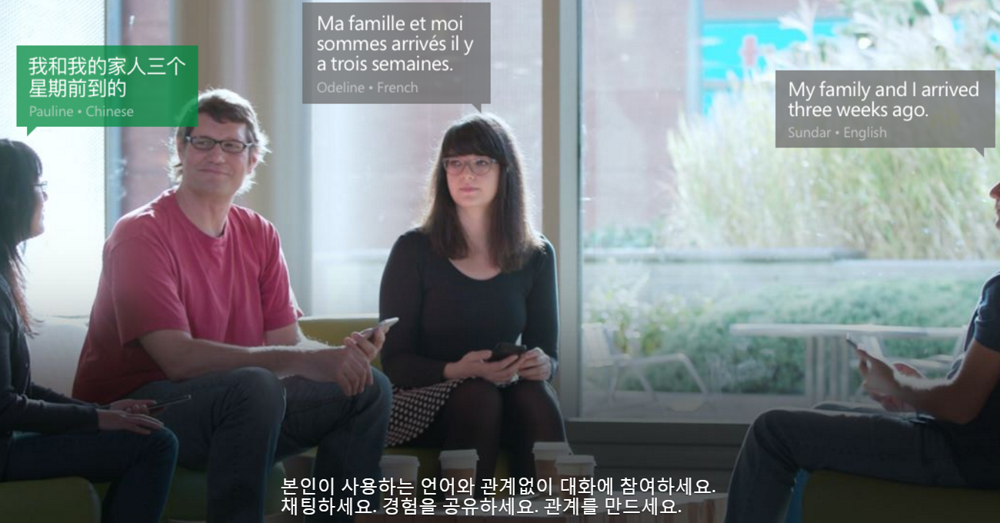 我和我的家人三个
星期前到的
Pauline • Chinese
Ma famille et moi
sommes arrivés il y
a trois semaines.
Odeline • French
My family and I arrived
three weeks ago.
Sundar • English
본인이 사용하는 언어와 관계없이 대화에 참여하세요.
채팅하세요. 경험을 공유하세요. 관계를 만드세요.